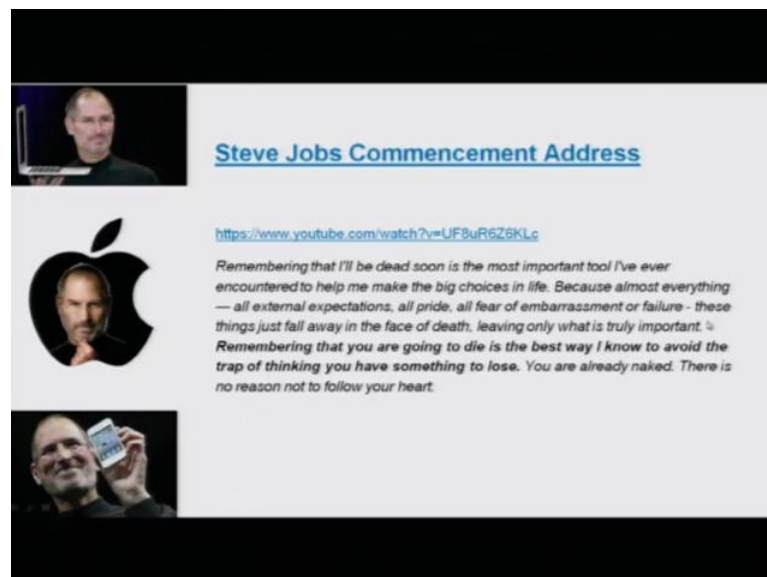 Steve Jobs Commencement Address
https://www.youtube.com/watch?v=UF8uR6Z6KLc
Remembering that I'll be dead soon is the most important tool I've ever
encountered to help me make the big choices in life. Because almost everything
— all external expectations, all pride, all fear of embarrassment or failure - these
things just fall away in the face of death, leaving only what is truly important.
Remembering that you are going to die is the best way I know to avoid the
trap of thinking you have something to lose. You are already naked. There is
no reason not to follow your heart.